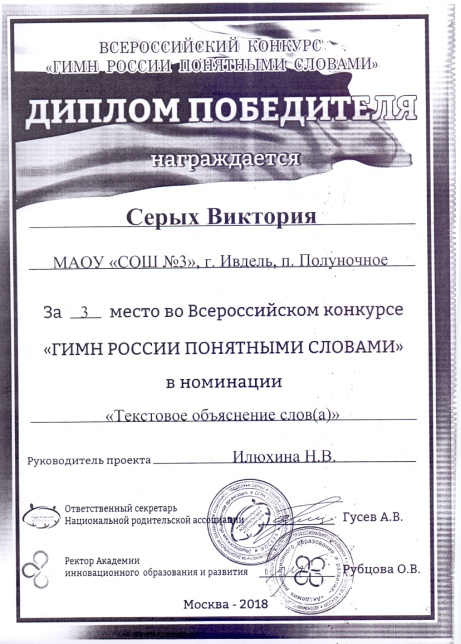 ВСЕРОССИЙСКИЙ КОНКУРС
«ГИМН РОССИИ ПОНЯТНЫМИ СЛОВАМИ»
ДИПЛОМ ПОБЕДИТЕЛЯ
награждается
Серых Виктория
МАОУ «СОШ №3», г. Ивдель, п. Полуночное
За 3 место во Всероссийском конкурсе
«ГИМН РОССИИ ПОНЯТНЫМИ СЛОВАМИ»
в номинации
«Текстовое объяснение слов(а)»
Руководитель проекта Илюхина Н.В.
Ответственный секретарь
Национальной родительской ассоциации Гусев А.В.
Ректор Академии
инновационного образования и развития Рубцова О.В.
Москва - 2018